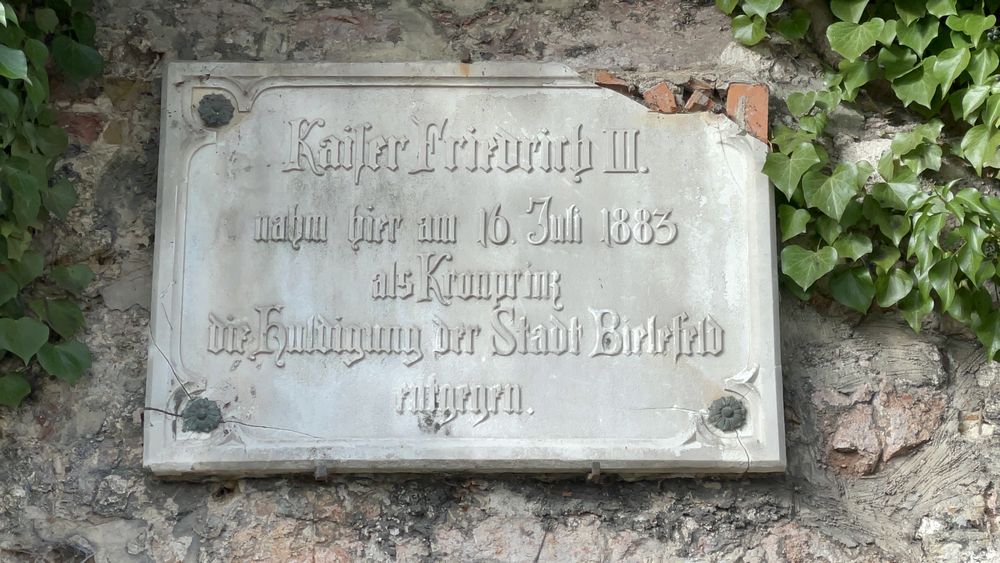 Kaiſer Friedrich III.
nahm hier am 16. Juli 1883
als Kronprinz
die Huldigung der Stadt Bielefeld
entgegen.